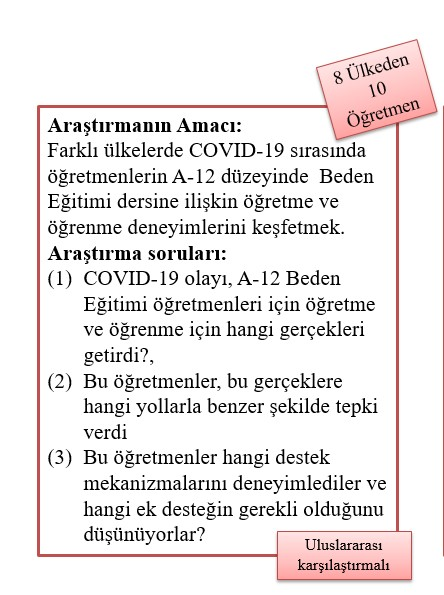 8 Ülkeden
10
Öğretmen
Araştırmanın Amacı:
Farklı ülkelerde COVID-19 sırasında
öğretmenlerin A-12 düzeyinde Beden
Eğitimi dersine ilişkin öğretme ve
öğrenme deneyimlerini keşfetmek.
Araştırma soruları:
(1) COVID-19 olayı, A-12 Beden
Eğitimi öğretmenleri için öğretme
ve öğrenme için hangi gerçekleri
getirdi?,
(2) Bu öğretmenler, bu gerçeklere
hangi yollarla benzer şekilde tepki
verdi
(3) Bu öğretmenler hangi destek
mekanizmalarını deneyimlediler ve
hangi ek desteğin gerekli olduğunu
düşünüyorlar?
Uluslararası
karşılaştırmalı